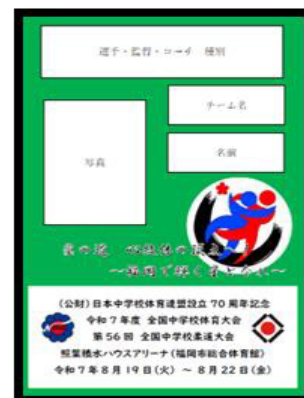 選手・監督・コーチ 種別
チーム名
写真
名前
～福岡で輝く
(公財)日本中学校体育連盟設立70周年記念
令和7年度 全国中学校体育大会
第56回 全国中学校柔道大会
照葉積水ハウスアリーナ(福岡市総合体育館)
令和7年8月19日(火) ～ 8月22日(金)